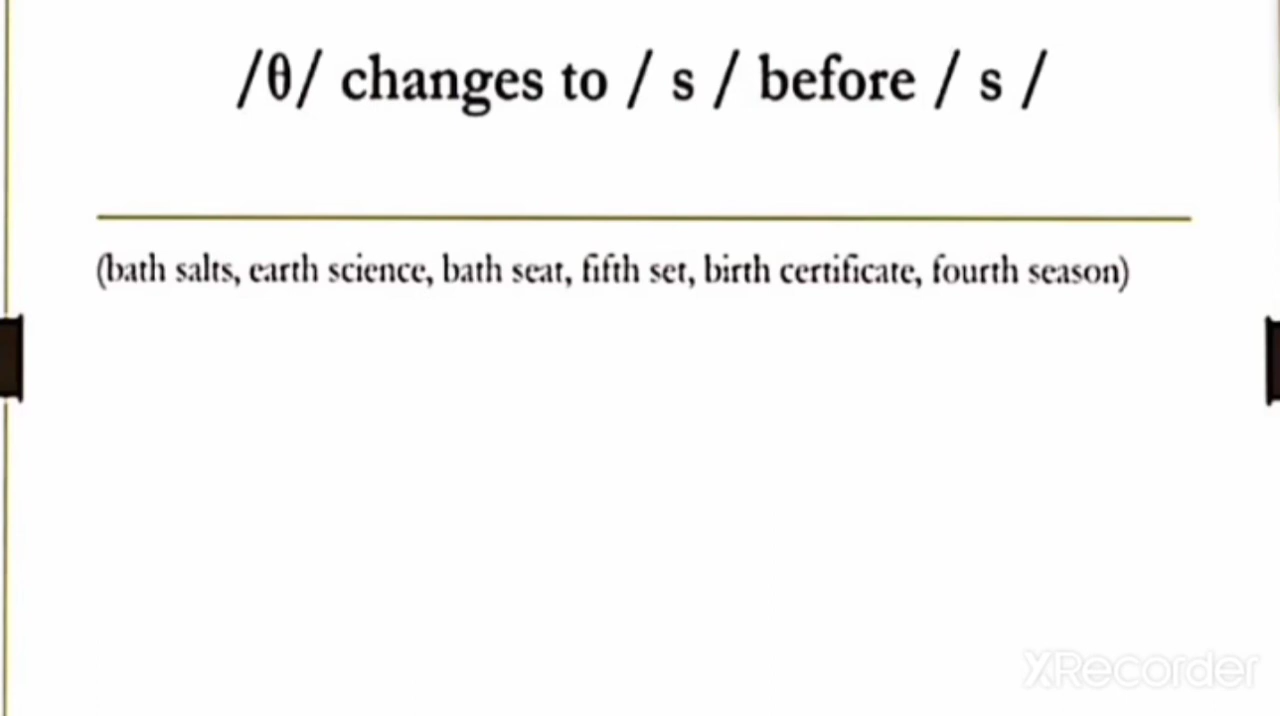 /θ/ changes to / s / before / s /
(bath salts, earth science, bath seat, fifth set, birth certificate, fourth season)
XRecorder